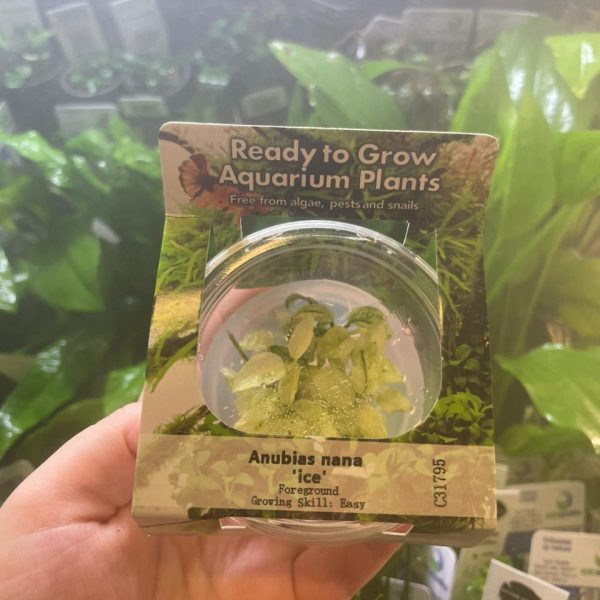 Ready to Grow
Aquarium Plants
Free from algae, pests and snails
Anubias nana
'ice'
Foreground
Growing Skill: Easy
C31795